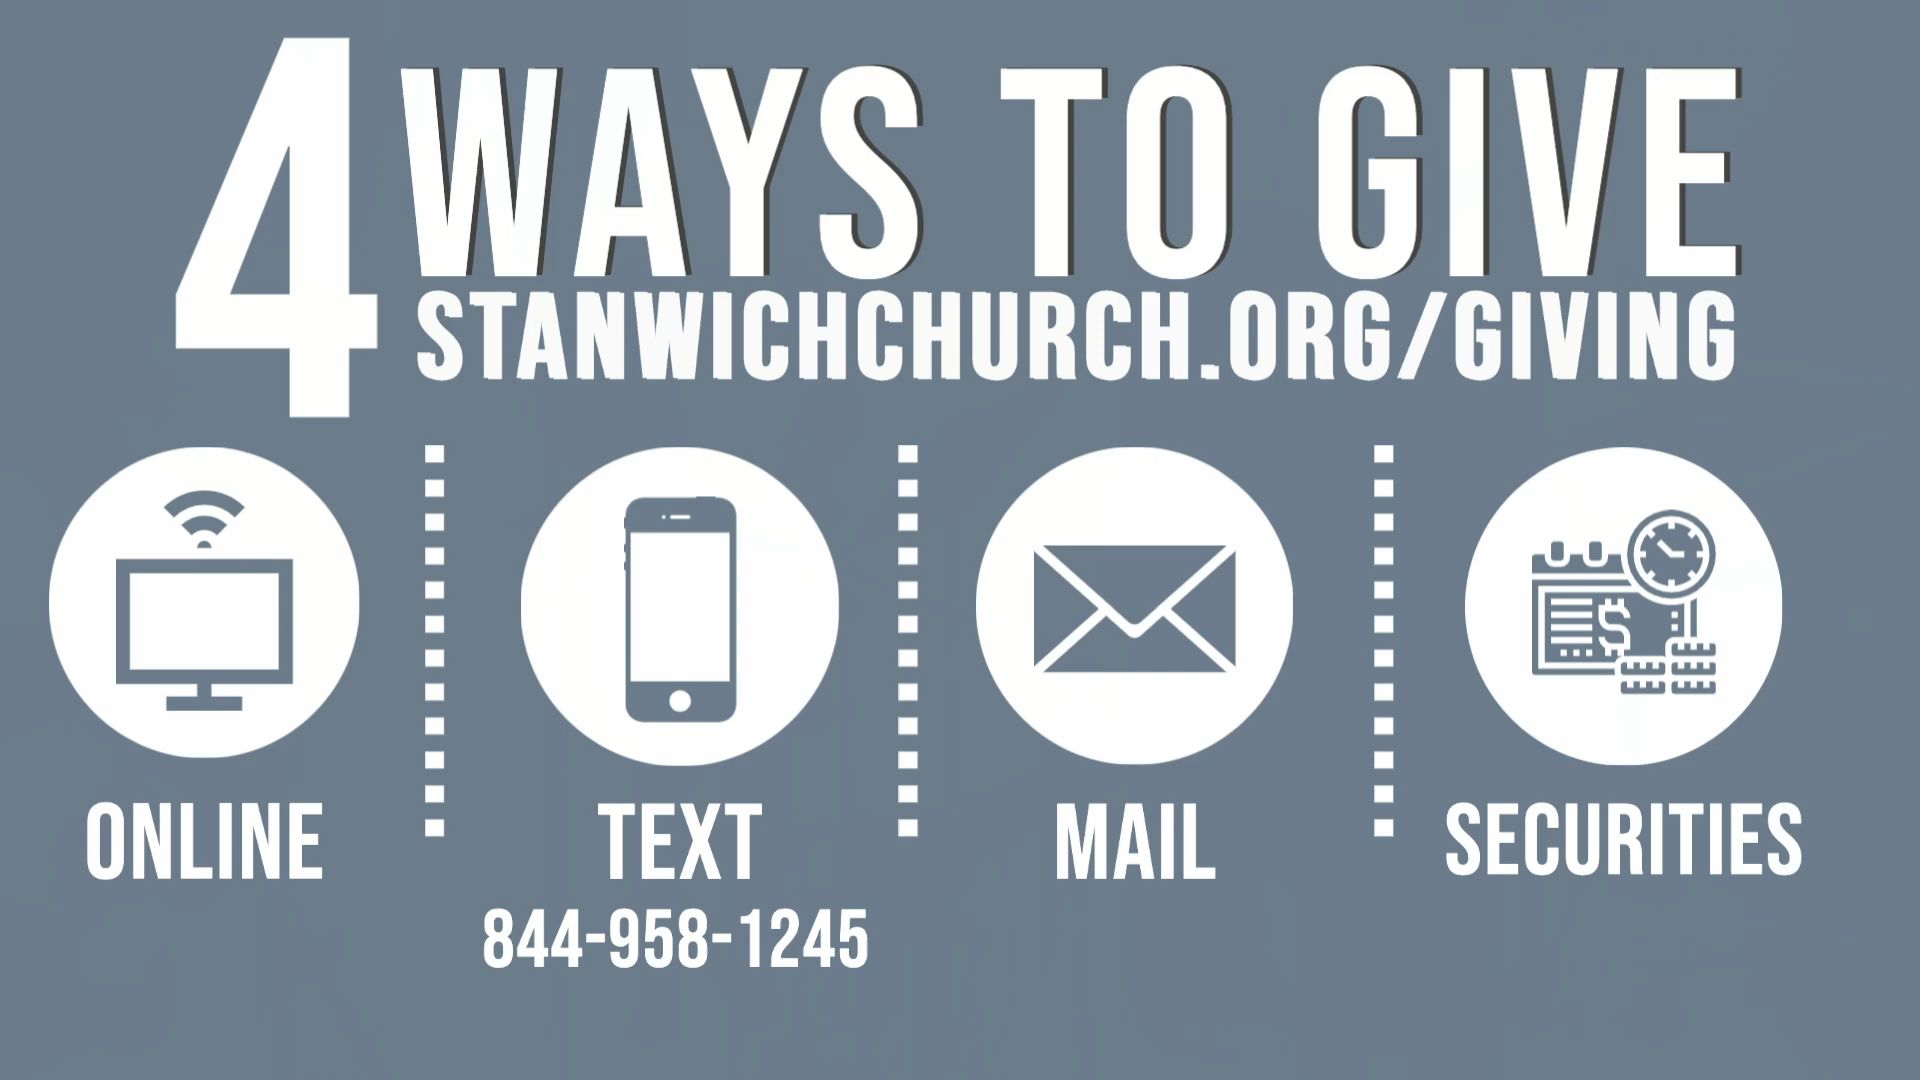 4 WAYS TO GIVE
STANWICHCHURCH.ORG/GIVING
ONLINE
TEXT
844-958-1245
MAIL
SECURITIES